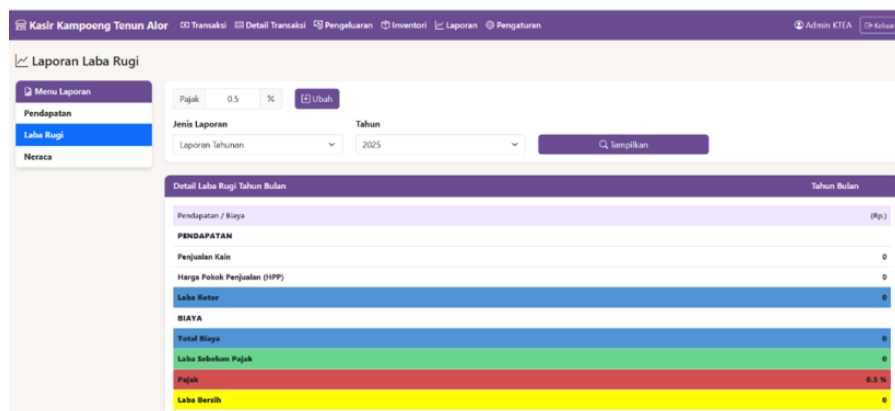 Kasir Kampoeng Tenun Alor Transaksi Detail Transaksi Pengeluaran Inventori Laporan Pengaturan Admin KTEA Keluar
Laporan Laba Rugi
Menu Laporan
Pendapatan
Laba Rugi
Neraca
Pajak 0.5 % Ubah
Jenis Laporan Tahun
Laporan Tahunan 2025 Tampilkan
Detail Laba Rugi Tahun Bulan Tahun Bulan
Pendapatan / Biaya (Rp.)
PENDAPATAN
Penjualan Kain 0
Harga Pokok Penjualan (HPP) 0
Laba Kotor 0
BIAYA
Total Biaya 0
Laba Sebelum Pajak 0
Pajak 0.5 %
Laba Bersih 0